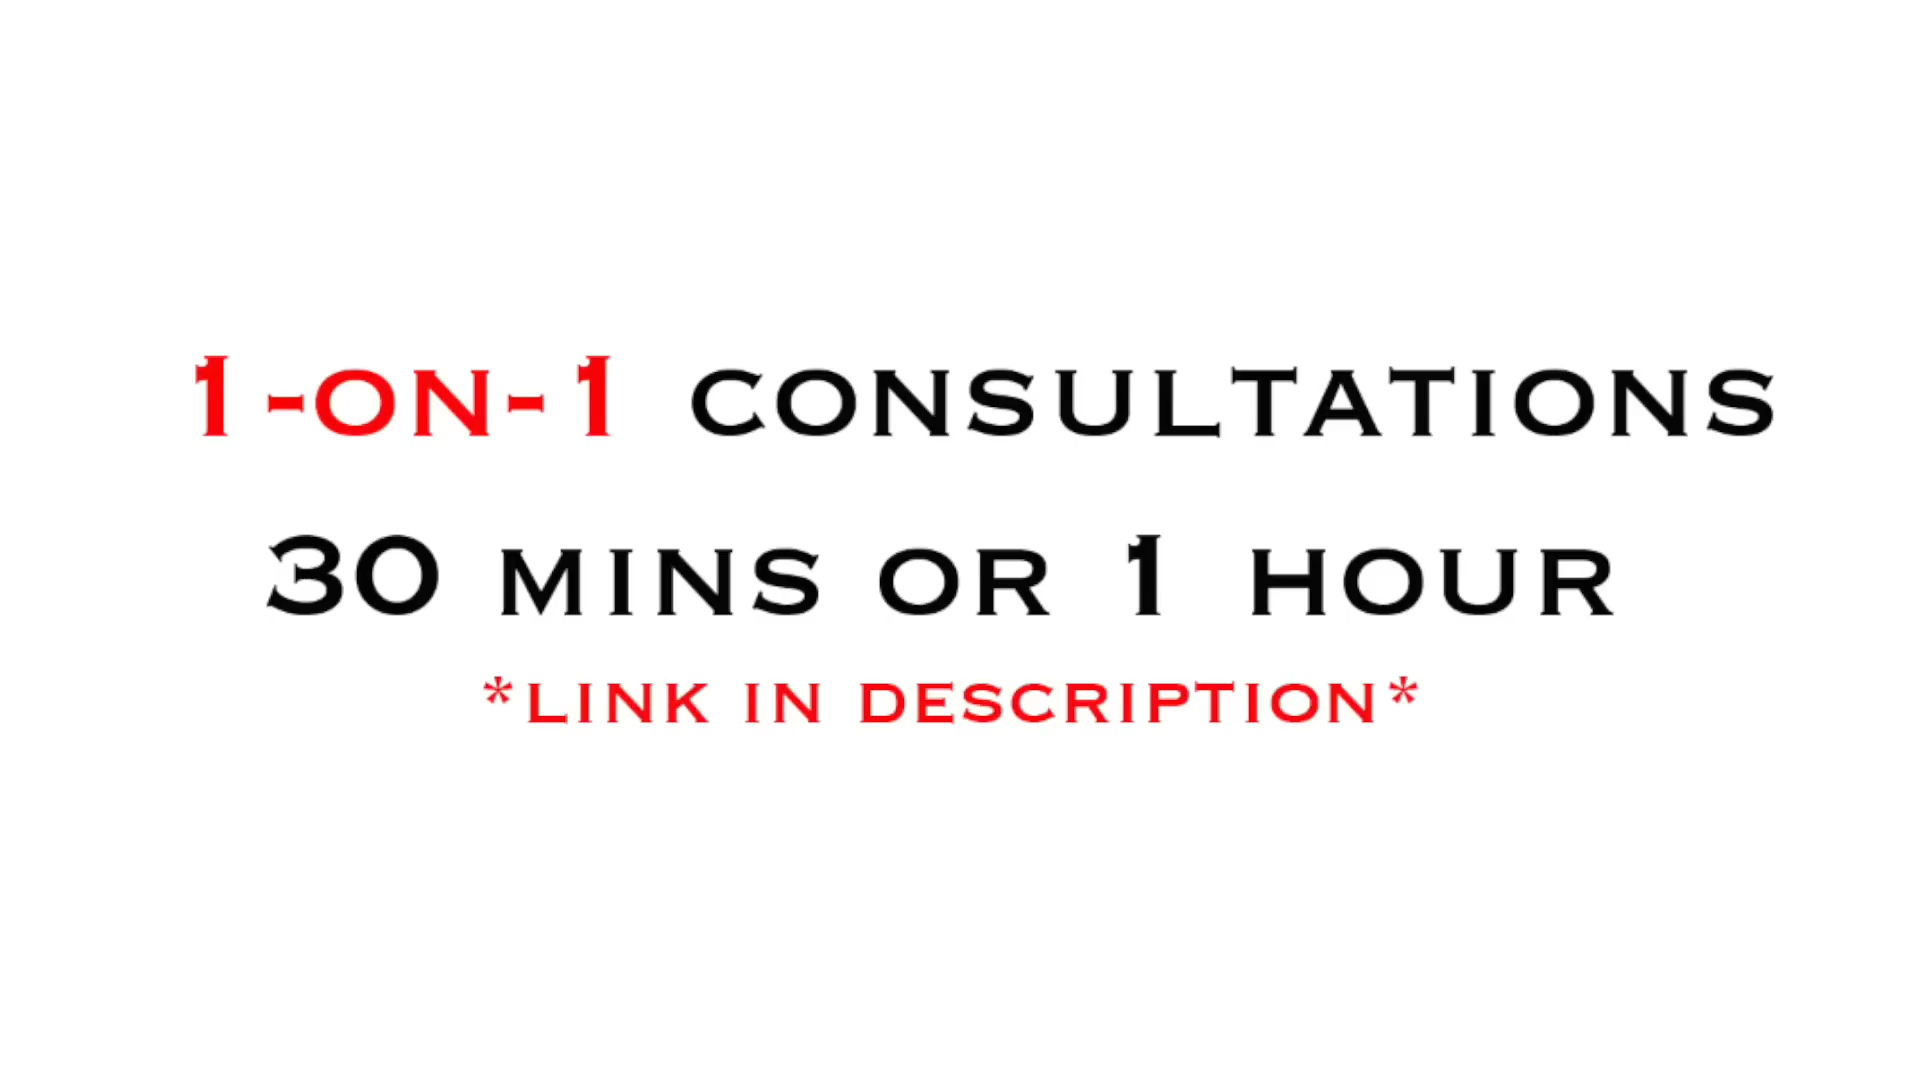 1-ON-1 CONSULTATIONS
30 MINS OR 1 HOUR
*LINK IN DESCRIPTION*